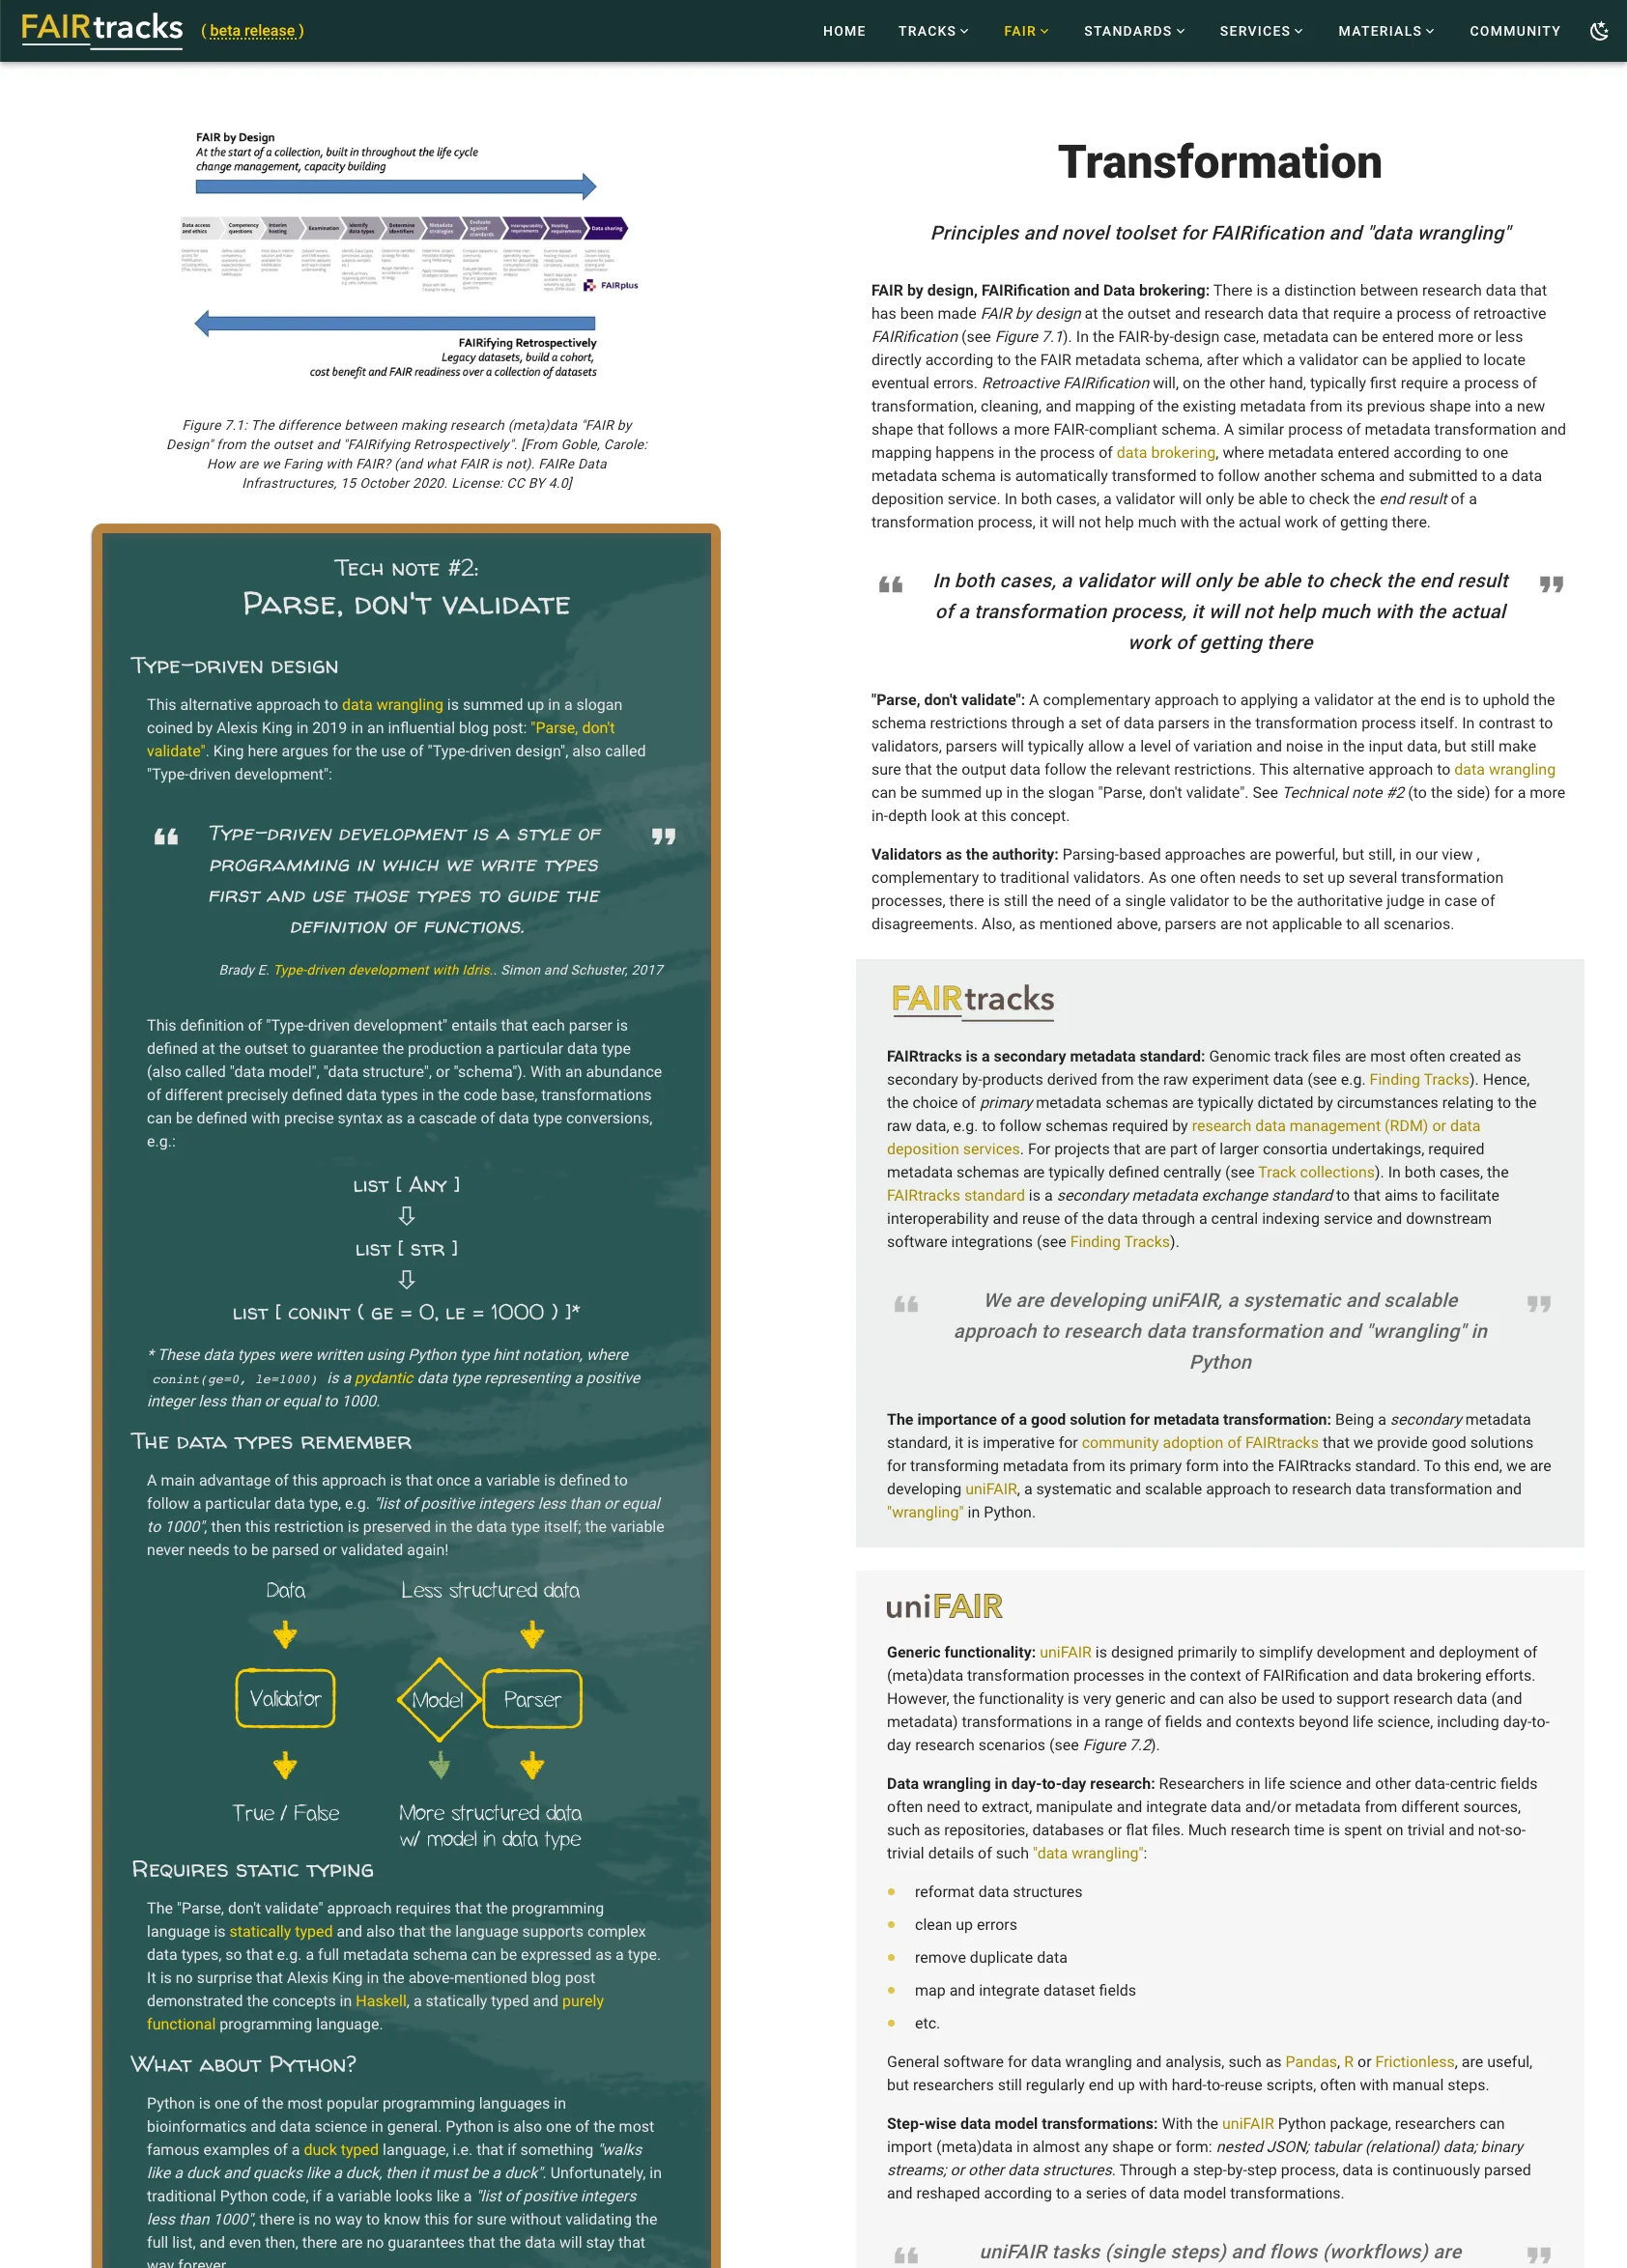 FAIRtracks ( beta release )
HOME TRACKS FAIR STANDARDS SERVICES MATERIALS COMMUNITY
FAIR by Design
At the start of a collection, built in throughout the life cycle
change management, capacity building
Data access and ethics
Competency questions
Interim hosting
Examination
Identify data types
Determine identifiers
Metadata strategies
Evaluate against standards
Interoperability requirements
Hosting requirements
Data sharing
FAIRplus
FAIRifying Retrospectively
Legacy datasets, build a cohort,
cost benefit and FAIR readiness over a collection of datasets
Figure 7.1: The difference between making research (meta)data "FAIR by
Design" from the outset and "FAIRifying Retrospectively". [From Goble, Carole:
How are we Faring with FAIR? (and what FAIR is not). FAIRe Data
Infrastructures, 15 October 2020. License: CC BY 4.0]
Tech note #2:
Parse, don't validate
Type-driven design
This alternative approach to data wrangling is summed up in a slogan
coined by Alexis King in 2019 in an influential blog post: "Parse, don't
validate". King here argues for the use of "Type-driven design", also called
"Type-driven development":
❝ Type-driven development is a style of ❞
programming in which we write types
first and use those types to guide the
definition of functions.
Brady E. Type-driven development with Idris.. Simon and Schuster, 2017
This definition of "Type-driven development" entails that each parser is
defined at the outset to guarantee the production a particular data type
(also called "data model", "data structure", or "schema"). With an abundance
of different precisely defined data types in the code base, transformations
can be defined with precise syntax as a cascade of data type conversions,
e.g.:
list [ Any ]
⇩
list [ str ]
⇩
list [ conint ( ge = 0, le = 1000 ) ]*
* These data types were written using Python type hint notation, where
conint(ge=0, le=1000) is a pydantic data type representing a positive
integer less than or equal to 1000.
The data types remember
A main advantage of this approach is that once a variable is defined to
follow a particular data type, e.g. "list of positive integers less than or equal
to 1000", then this restriction is preserved in the data type itself; the variable
never needs to be parsed or validated again!
Data Less structured data
Validator Model Parser
True / False More structured data
w/ model in data type
Requires static typing
The "Parse, don't validate" approach requires that the programming
language is statically typed and also that the language supports complex
data types, so that e.g. a full metadata schema can be expressed as a type.
It is no surprise that Alexis King in the above-mentioned blog post
demonstrated the concepts in Haskell, a statically typed and purely
functional programming language.
What about Python?
Python is one of the most popular programming languages in
bioinformatics and data science in general. Python is also one of the most
famous examples of a duck typed language, i.e. that if something "walks
like a duck and quacks like a duck, then it must be a duck". Unfortunately, in
traditional Python code, if a variable looks like a "list of positive integers
less than 1000", there is no way to know this for sure without validating the
full list, and even then, there are no guarantees that the data will stay that
way forever.
Transformation
Principles and novel toolset for FAIRification and "data wrangling"
FAIR by design, FAIRification and Data brokering: There is a distinction between research data that
has been made FAIR by design at the outset and research data that require a process of retroactive
FAIRification (see Figure 7.1). In the FAIR-by-design case, metadata can be entered more or less
directly according to the FAIR metadata schema, after which a validator can be applied to locate
eventual errors. Retroactive FAIRification will, on the other hand, typically first require a process of
transformation, cleaning, and mapping of the existing metadata from its previous shape into a new
shape that follows a more FAIR-compliant schema. A similar process of metadata transformation and
mapping happens in the process of data brokering, where metadata entered according to one
metadata schema is automatically transformed to follow another schema and submitted to a data
deposition service. In both cases, a validator will only be able to check the end result of a
transformation process, it will not help much with the actual work of getting there.
❝ In both cases, a validator will only be able to check the end result ❞
of a transformation process, it will not help much with the actual
work of getting there
"Parse, don't validate": A complementary approach to applying a validator at the end is to uphold the
schema restrictions through a set of data parsers in the transformation process itself. In contrast to
validators, parsers will typically allow a level of variation and noise in the input data, but still make
sure that the output data follow the relevant restrictions. This alternative approach to data wrangling
can be summed up in the slogan "Parse, don't validate". See Technical note #2 (to the side) for a more
in-depth look at this concept.
Validators as the authority: Parsing-based approaches are powerful, but still, in our view ,
complementary to traditional validators. As one often needs to set up several transformation
processes, there is still the need of a single validator to be the authoritative judge in case of
disagreements. Also, as mentioned above, parsers are not applicable to all scenarios.
FAIRtracks
FAIRtracks is a secondary metadata standard: Genomic track files are most often created as
secondary by-products derived from the raw experiment data (see e.g. Finding Tracks). Hence,
the choice of primary metadata schemas are typically dictated by circumstances relating to the
raw data, e.g. to follow schemas required by research data management (RDM) or data
deposition services. For projects that are part of larger consortia undertakings, required
metadata schemas are typically defined centrally (see Track collections). In both cases, the
FAIRtracks standard is a secondary metadata exchange standard to that aims to facilitate
interoperability and reuse of the data through a central indexing service and downstream
software integrations (see Finding Tracks).
❝ We are developing uniFAIR, a systematic and scalable ❞
approach to research data transformation and "wrangling" in
Python
The importance of a good solution for metadata transformation: Being a secondary metadata
standard, it is imperative for community adoption of FAIRtracks that we provide good solutions
for transforming metadata from its primary form into the FAIRtracks standard. To this end, we are
developing uniFAIR, a systematic and scalable approach to research data transformation and
"wrangling" in Python.
uniFAIR
Generic functionality: uniFAIR is designed primarily to simplify development and deployment of
(meta)data transformation processes in the context of FAIRification and data brokering efforts.
However, the functionality is very generic and can also be used to support research data (and
metadata) transformations in a range of fields and contexts beyond life science, including day-to-
day research scenarios (see Figure 7.2).
Data wrangling in day-to-day research: Researchers in life science and other data-centric fields
often need to extract, manipulate and integrate data and/or metadata from different sources,
such as repositories, databases or flat files. Much research time is spent on trivial and not-so-
trivial details of such "data wrangling":
reformat data structures
clean up errors
remove duplicate data
map and integrate dataset fields
etc.
General software for data wrangling and analysis, such as Pandas, R or Frictionless, are useful,
but researchers still regularly end up with hard-to-reuse scripts, often with manual steps.
Step-wise data model transformations: With the uniFAIR Python package, researchers can
import (meta)data in almost any shape or form: nested JSON; tabular (relational) data; binary
streams; or other data structures. Through a step-by-step process, data is continuously parsed
and reshaped according to a series of data model transformations.
❝ uniFAIR tasks (single steps) and flows (workflows) are ❞